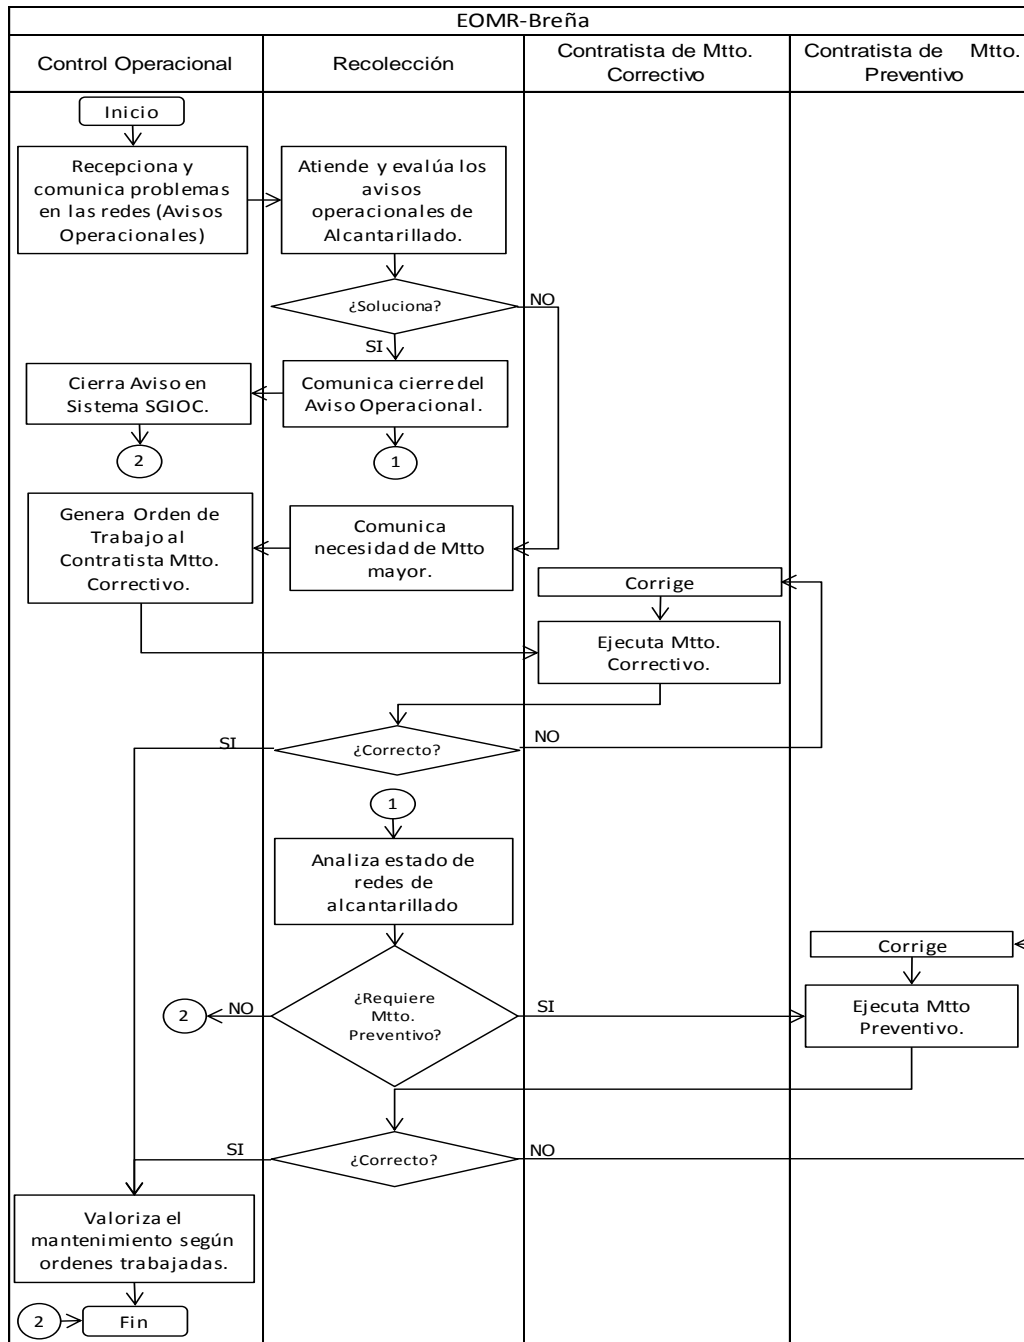 EOMR-Breña
Control Operacional
Recolección
Contratista de Mtto.
Correctivo
Contratista de Mtto.
Preventivo
Inicio
Recepciona y
comunica problemas
en las redes (Avisos
Operacionales)
Atiende y evalúa los
avisos
operacionales de
Alcantarillado.
¿Soluciona?
NO
SI
Cierra Aviso en
Sistema SGIOC.
Comunica cierre del
Aviso Operacional.
2
1
Genera Orden de
Trabajo al
Contratista Mtto.
Correctivo.
Comunica
necesidad de Mtto
mayor.
Corrige
Ejecuta Mtto.
Correctivo.
SI
¿Correcto?
NO
1
Analiza estado de
redes de
alcantarillado
Corrige
2
NO
¿Requiere
Mtto.
Preventivo?
SI
Ejecuta Mtto
Preventivo.
SI
¿Correcto?
NO
Valoriza el
mantenimiento según
ordenes trabajadas.
2
Fin